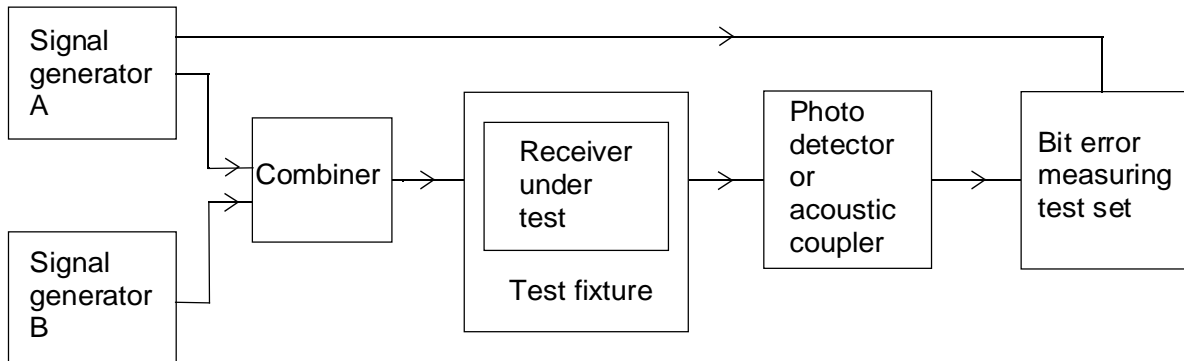 Signal
generator
A
Combiner
Receiver
under
test
Test fixture
Photo
detector
or
acoustic
coupler
Bit error
measuring
test set
Signal
generator
B